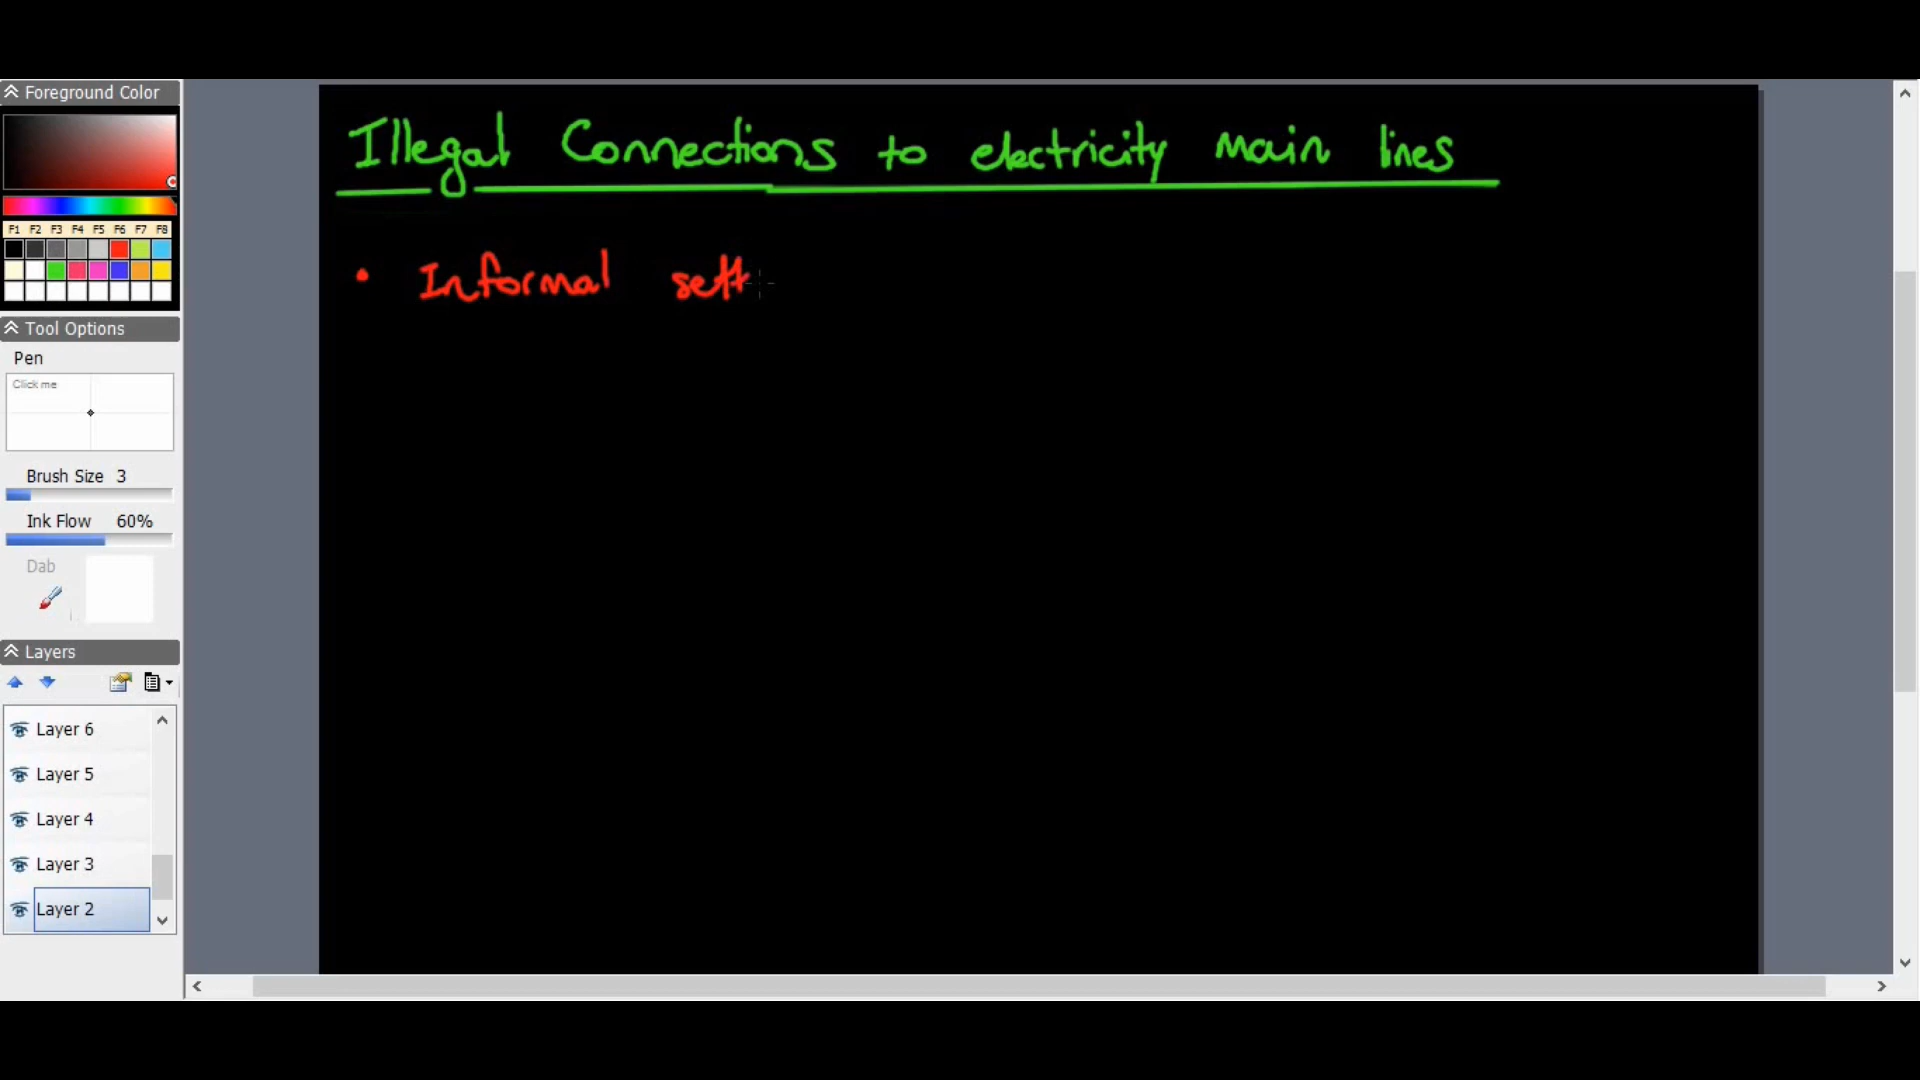 Foreground Color
Illegal Connections to electricity main lines
F1 F2 F3 F4 F5 F6 F7 F8
• Informal sett
Tool Options
Pen
Click me
Brush Size 3
Ink Flow 60%
Dab
Layers
Layer 6
Layer 5
Layer 4
Layer 3
Layer 2